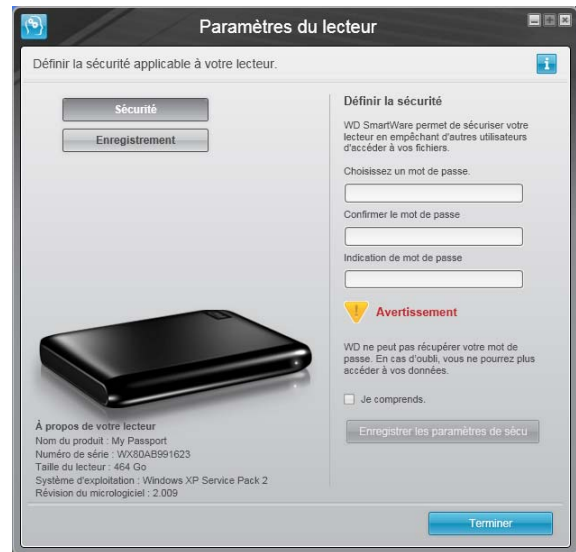 Paramètres du lecteur
Définir la sécurité applicable à votre lecteur.
Sécurité
Enregistrement
À propos de votre lecteur
Nom du produit : My Passport
Numéro de série : WX80AB991623
Taille du lecteur : 464 Go
Système d'exploitation : Windows XP Service Pack 2
Révision du micrologiciel : 2.009
Définir la sécurité
WD SmartWare permet de sécuriser votre
lecteur en empêchant d'autres utilisateurs
d'accéder à vos fichiers.
Choisissez un mot de passe.
Confirmer le mot de passe
Indication de mot de passe
Avertissement
WD ne peut pas récupérer votre mot de
passe. En cas d'oubli, vous ne pourrez plus
accéder à vos données.
Je comprends.
Enregistrer les paramètres de sécu
Terminer